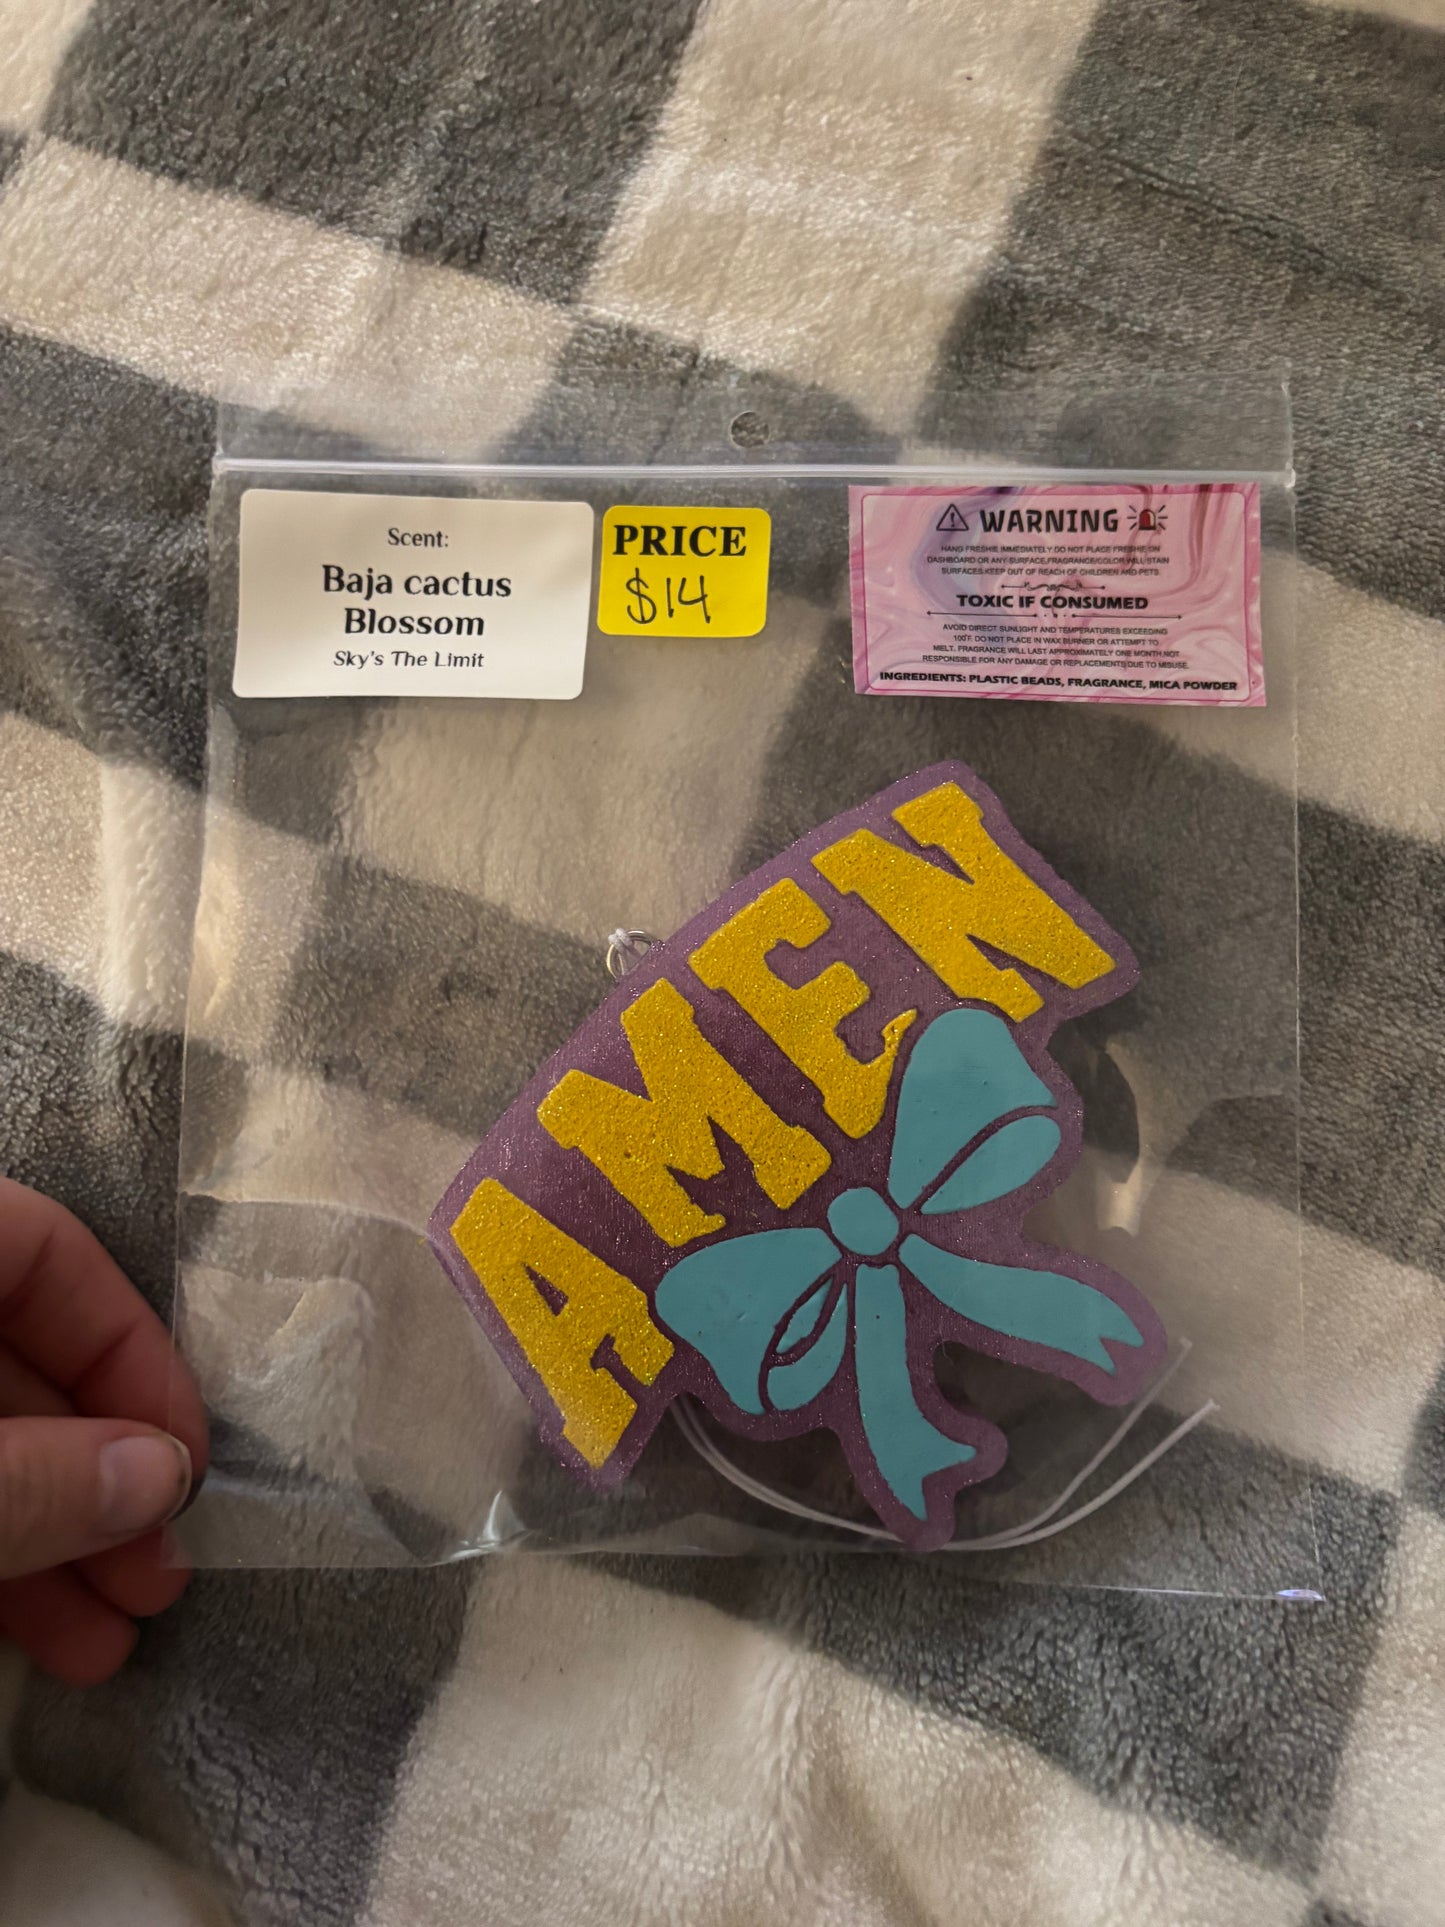 Scent:
Baja cactus
Blossom
Sky's The Limit
PRICE
$14
WARNING
HANG FRESHIE IMMEDIATELY DO NOT PLACE FRESHIE ON
DASHBOARD OR ANY SURFACE,FRAGRANCE/COLOR WILL STAIN
SURFACES.KEEP OUT OF REACH OF CHILDREN AND PETS.
TOXIC IF CONSUMED
AVOID DIRECT SUNLIGHT AND TEMPERATURES EXCEEDING
100°F. DO NOT PLACE IN WAX BURNER OR ATTEMPT TO
MELT. FRAGRANCE WILL LAST APPROXIMATELY ONE MONTH,NOT
RESPONSIBLE FOR ANY DAMAGE OR REPLACEMENTS DUE TO MISUSE.
INGREDIENTS: PLASTIC BEADS, FRAGRANCE, MICA POWDER
AMEN